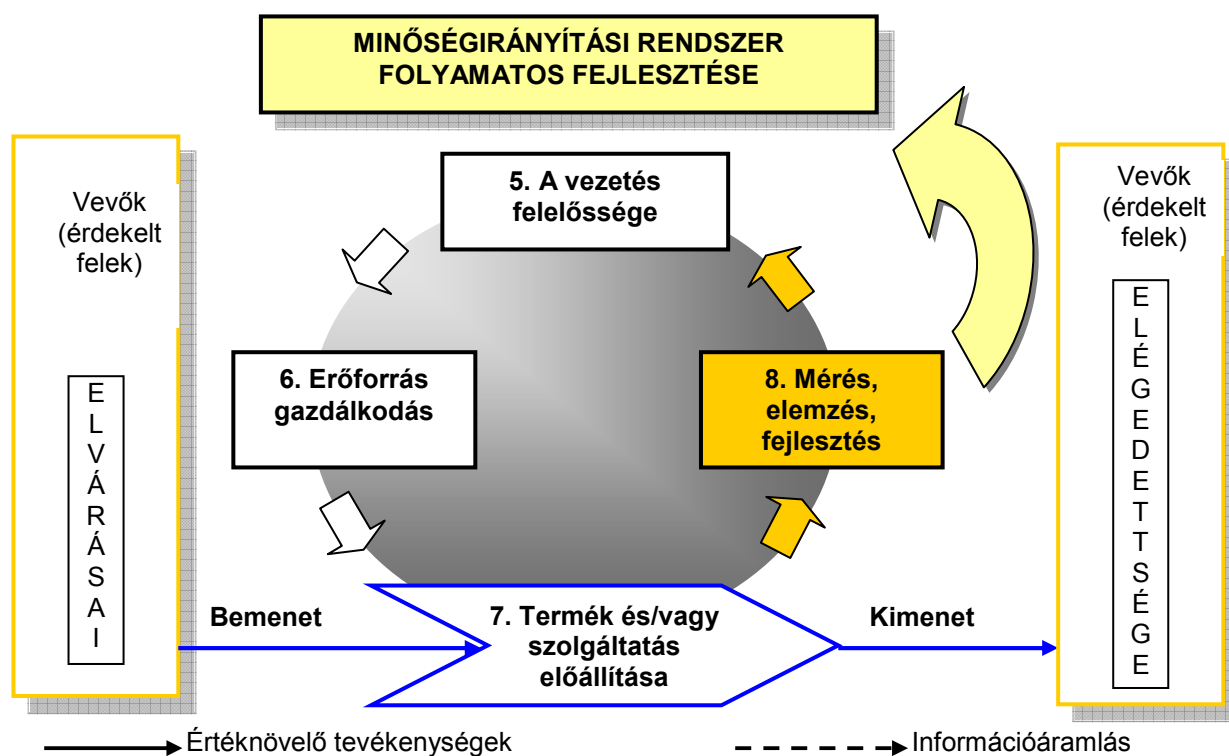 MINŐSÉGIRÁNYÍTÁSI RENDSZER
FOLYAMATOS FEJLESZTÉSE
Vevők
(érdekelt
felek)
E
L
V
Á
R
Á
S
A
I
5. A vezetés
felelőssége
6. Erőforrás
gazdálkodás
8. Mérés,
elemzés,
fejlesztés
Bemenet
7. Termék és/vagy
szolgáltatás
előállítása
Kimenet
Vevők
(érdekelt
felek)
E
L
É
G
E
D
E
T
T
S
É
G
E
Értéknövelő tevékenységek
Információáramlás